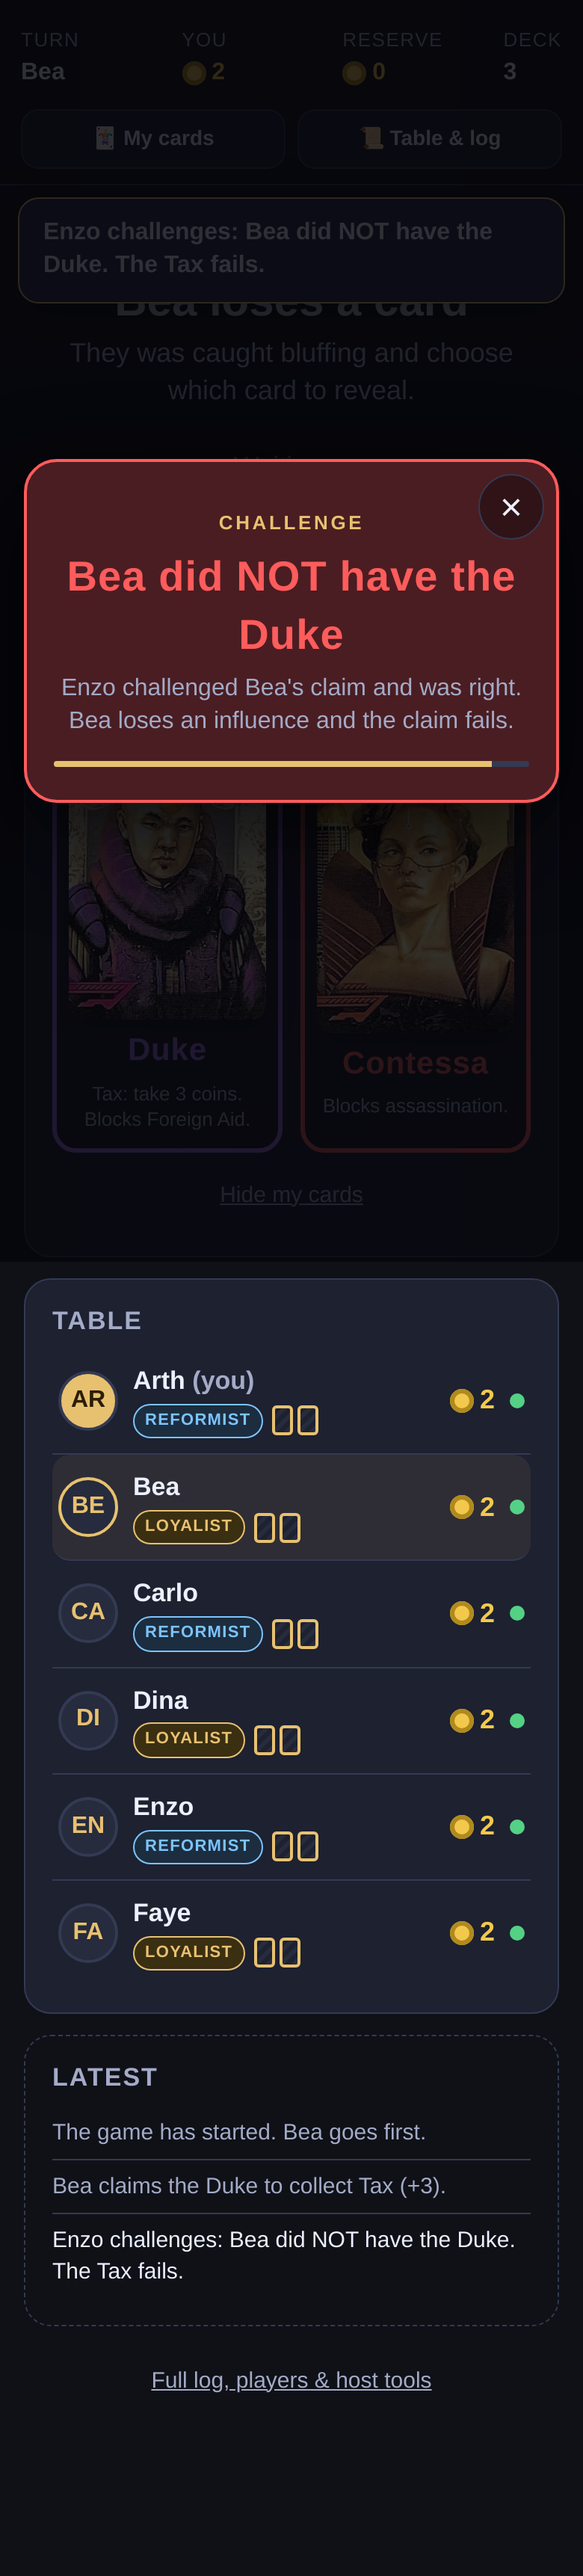 TURN YOU RESERVE DECK
Bea 2 0 3
🃏 My cards 📜 Table & log
Enzo challenges: Bea did NOT have the
Duke. The Tax fails.
Bea loses a card
They was caught bluffing and choose
which card to reveal.
CHALLENGE
×
Bea did NOT have the
Duke
Enzo challenged Bea's claim and was right.
Bea loses an influence and the claim fails.
Duke
Tax: take 3 coins.
Blocks Foreign Aid.
Contessa
Blocks assassination.
Hide my cards
TABLE
AR Arth (you)
REFORMIST 2
BE Bea
LOYALIST 2
CA Carlo
REFORMIST 2
DI Dina
LOYALIST 2
EN Enzo
REFORMIST 2
FA Faye
LOYALIST 2
LATEST
The game has started. Bea goes first.
Bea claims the Duke to collect Tax (+3).
Enzo challenges: Bea did NOT have the Duke.
The Tax fails.
Full log, players & host tools